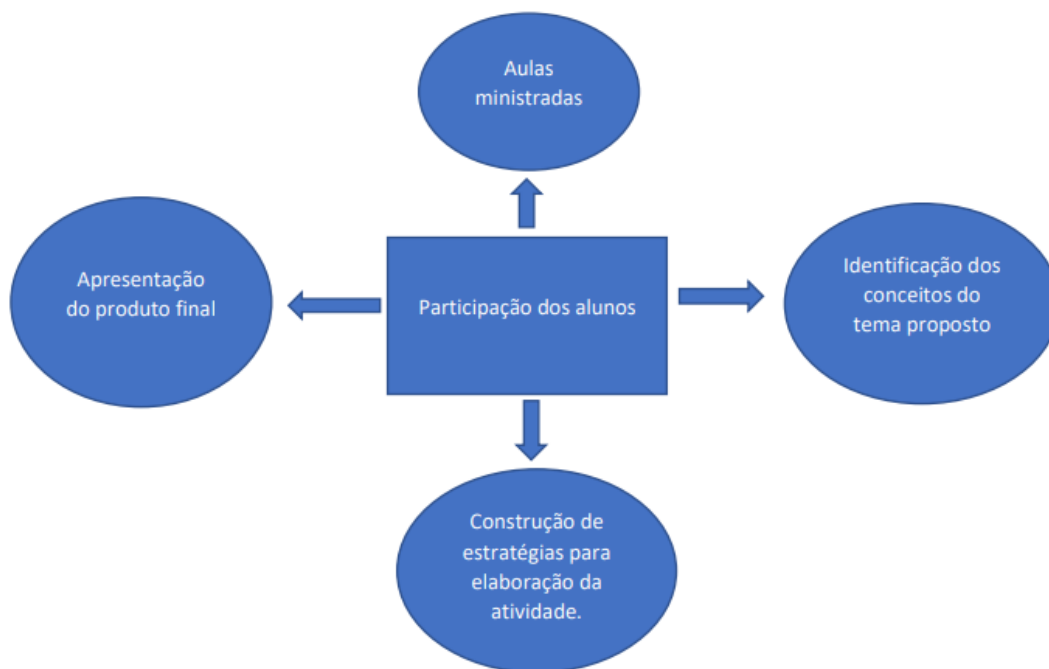 Aulas
ministradas
Apresentação
do produto final
Participação dos alunos
Identificação dos
conceitos do
tema proposto
Construção de
estratégias para
elaboração da
atividade.